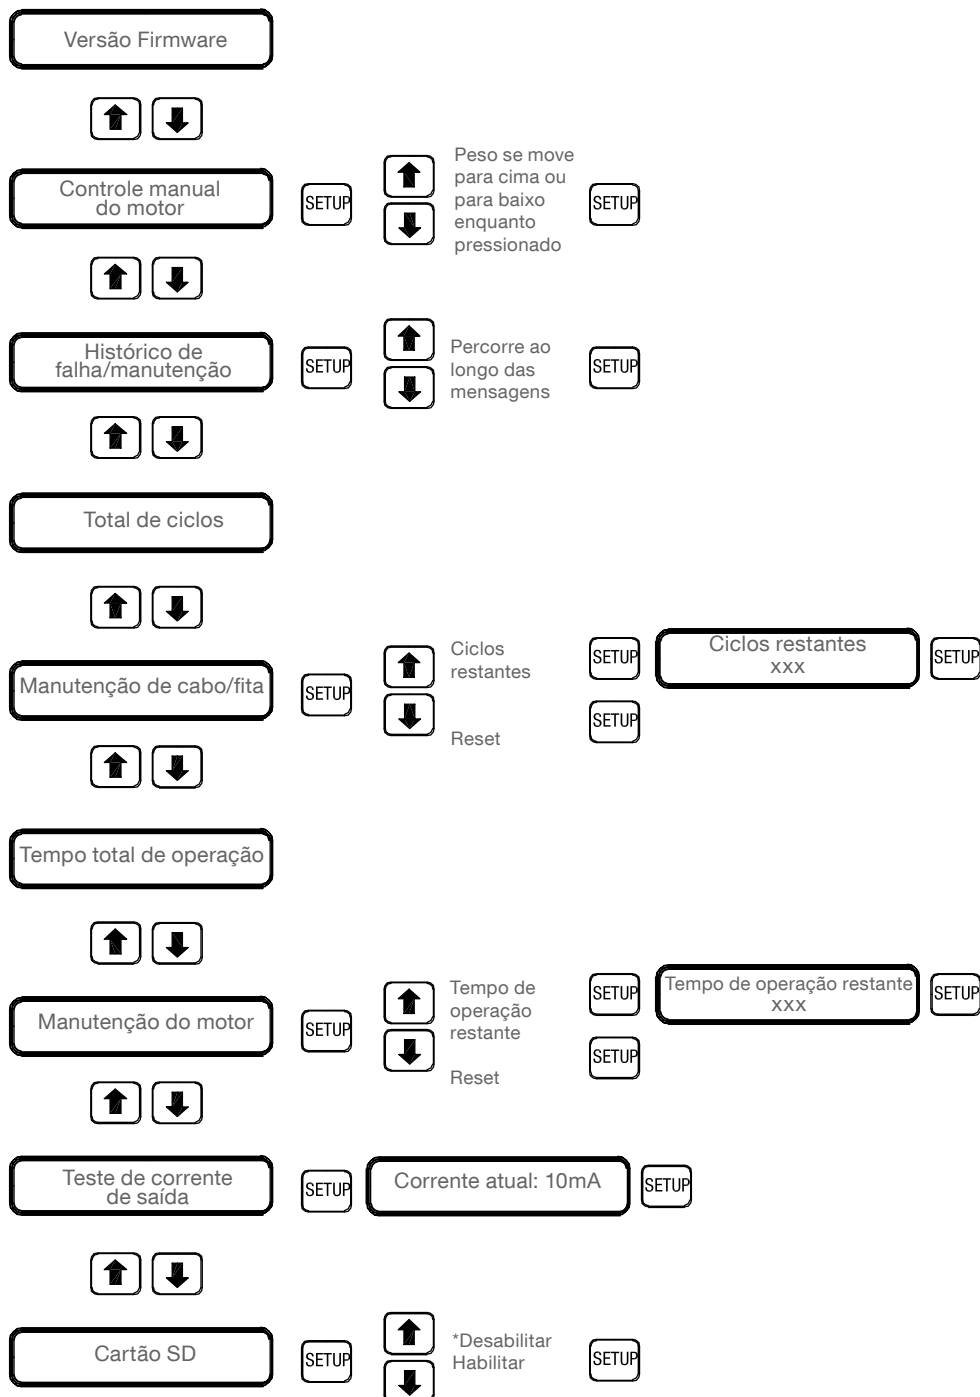 Versão Firmware
Controle manual
do motor
SETUP
Peso se move
para cima ou
para baixo
enquanto
pressionado
SETUP
Histórico de
falha/manutenção
SETUP
Percorre ao
longo das
mensagens
SETUP
Total de ciclos
Manutenção de cabo/fita
SETUP
Ciclos
restantes
SETUP
Ciclos restantes
xxx
SETUP
Reset
SETUP
Tempo total de operação
Manutenção do motor
SETUP
Tempo de
operação
restante
SETUP
Tempo de operação restante
xxx
SETUP
Reset
SETUP
Teste de corrente
de saída
SETUP
Corrente atual: 10mA
SETUP
Cartão SD
SETUP
*Desabilitar
Habilitar
SETUP